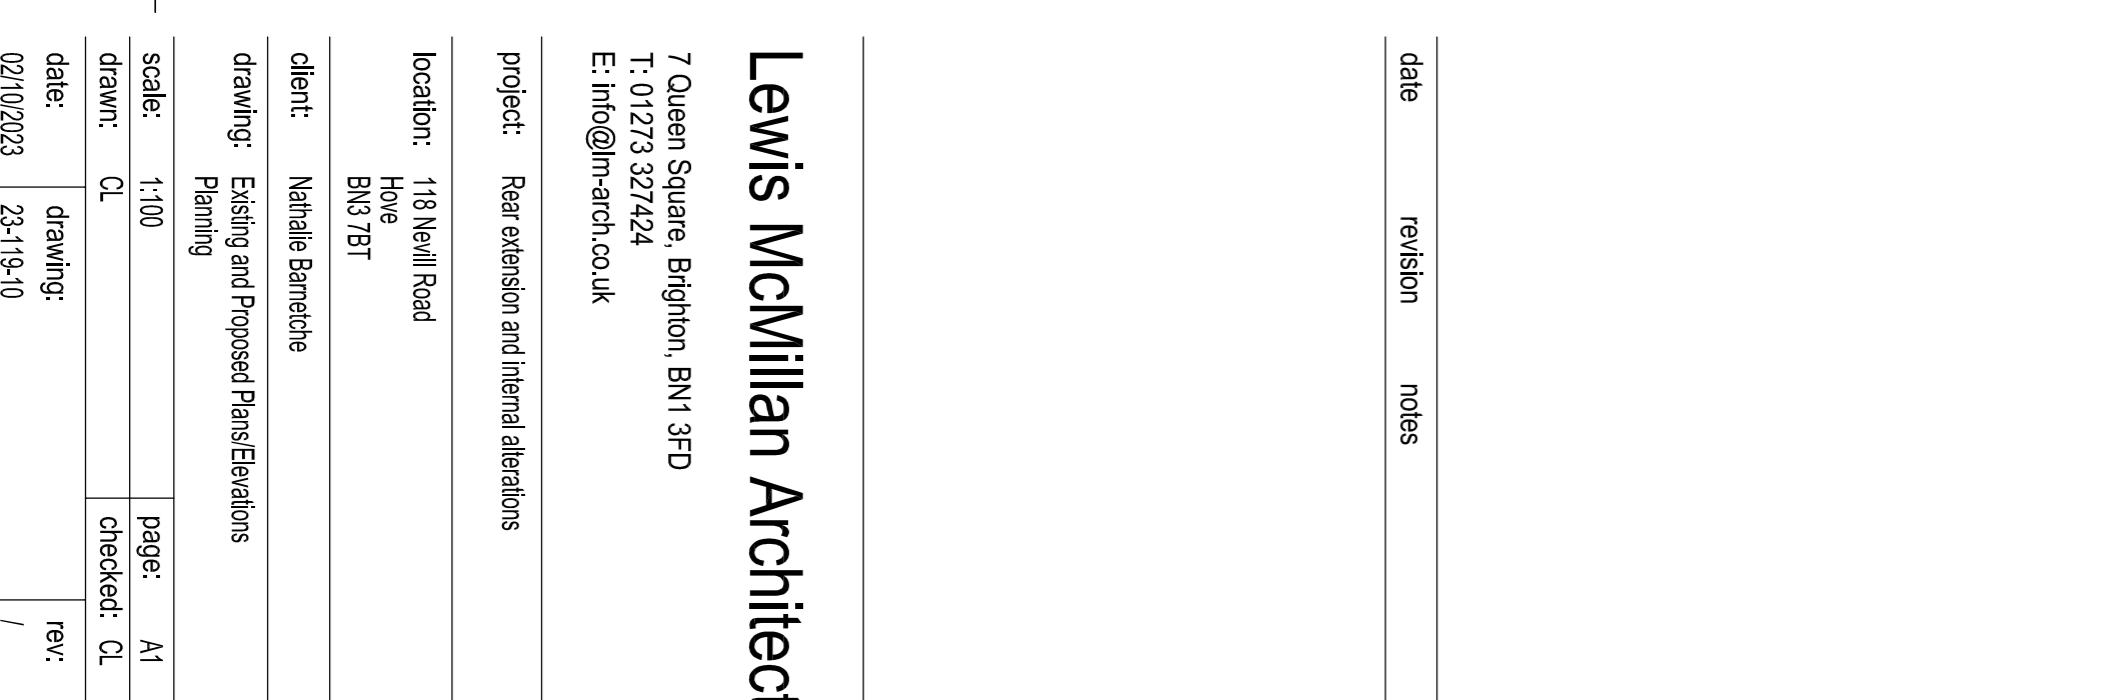 date revision notes
Lewis McMillan Architect
7 Queen Square, Brighton, BN1 3FD
T: 01273 327424
E: info@lm-arch.co.uk
project: Rear extension and internal alterations
location: 118 Nevill Road
Hove
BN3 7BT
client: Nathalie Barnetche
drawing: Existing and Proposed Plans/Elevations
Planning
scale: 1:100 page: A1
drawn: CL checked: CL
date: drawing: rev:
02/10/2023 23-119-10 /